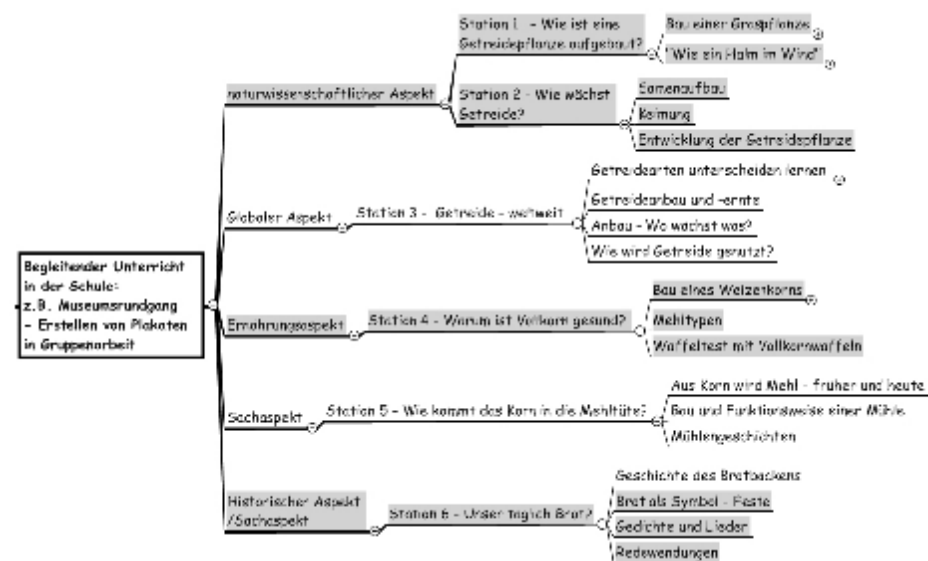 Begleitender Unterricht
in der Schule:
z.B. Museumsrundgang
- Erstellen von Plakaten
in Gruppenarbeit
naturwissenschaftlicher Aspekt
Station 1 - Wie ist eine
Getreidepflanze aufgebaut?
Bau einer Graspflanze
"Wie ein Halm im Wind"
Station 2 - Wie wächst
Getreide?
Samenaufbau
Keimung
Entwicklung der Getreidepflanze
Globaler Aspekt
Station 3 - Getreide - weltweit
Getreidearten unterscheiden lernen
Getreideanbau und -ernte
Anbau - Wo wächst was?
Wie wird Getreide genutzt?
Ernährungsaspekt
Station 4 - Warum ist Vollkorn gesund?
Bau eines Weizenkorns
Mehltypen
Waffeltest mit Vollkornwaffeln
Sachaspekt
Station 5 - Wie kommt das Korn in die Mehltüte?
Aus Korn wird Mehl - früher und heute
Bau und Funktionsweise einer Mühle
Mühlengeschichten
Historischer Aspekt
/Sachaspekt
Station 6 - Unser täglich Brot?
Geschichte des Brotbackens
Brot als Symbol - Feste
Gedichte und Lieder
Redewendungen